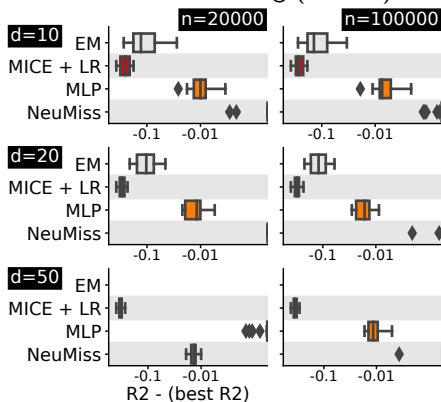 n=20000 n=100000
d=10
EM
MICE + LR
MLP
NeuMiss
-0.1 -0.01 -0.1 -0.01
d=20
EM
MICE + LR
MLP
NeuMiss
-0.1 -0.01 -0.1 -0.01
d=50
EM
MICE + LR
MLP
NeuMiss
-0.1 -0.01 -0.1 -0.01
R2 - (best R2)